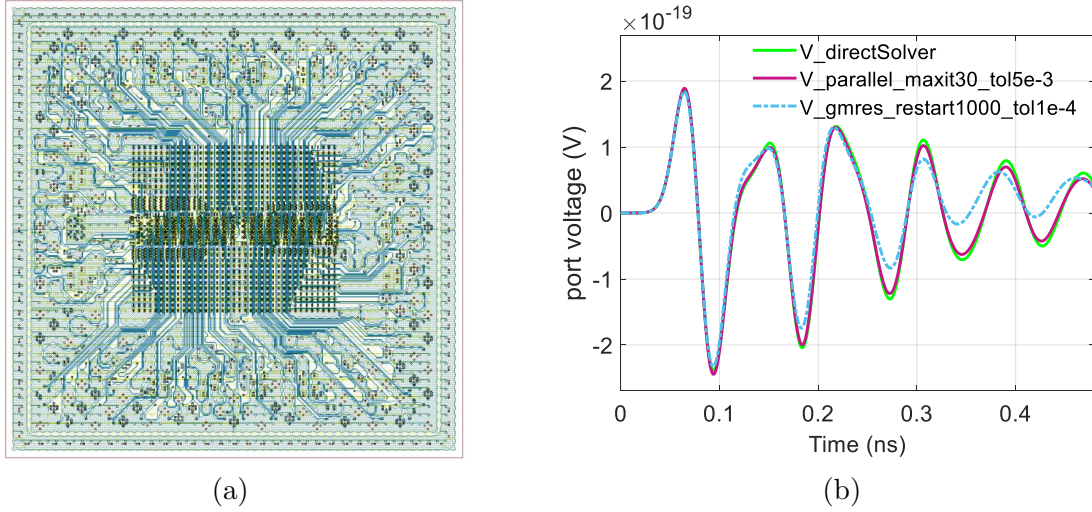 ×10-19
V_directSolver
V_parallel_maxit30_tol5e-3
V_gmres_restart1000_tol1e-4
2
1
0
-1
-2
port voltage (V)
0 0.1 0.2 0.3 0.4
Time (ns)
(a) (b)